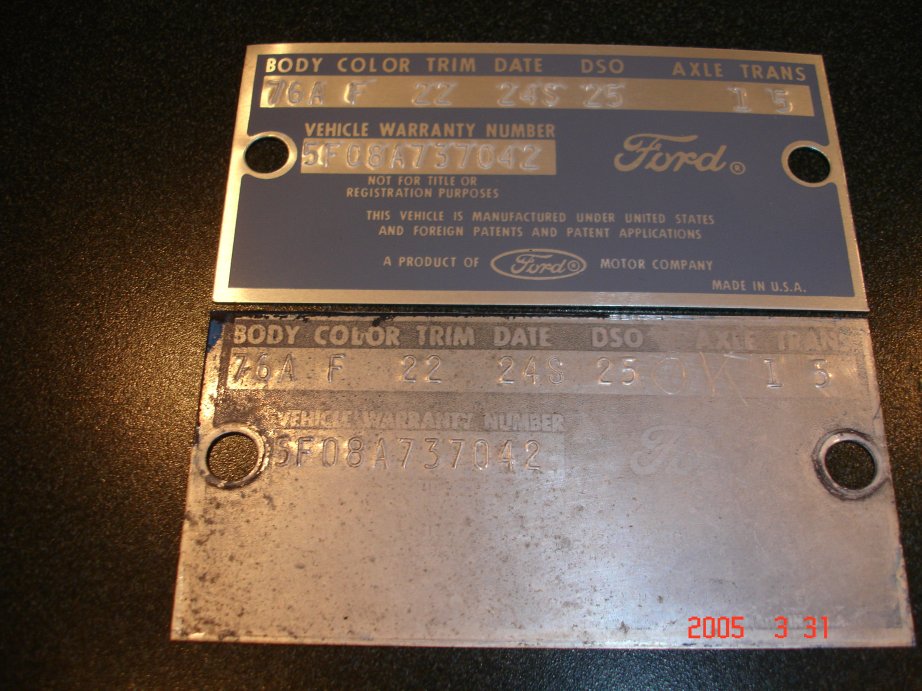 BODY COLOR TRIM DATE DSO AXLE TRANS
76A F 22 24S 25 1 5
VEHICLE WARRANTY NUMBER
5F08A737042
Ford®
NOT FOR TITLE OR
REGISTRATION PURPOSES
THIS VEHICLE IS MANUFACTURED UNDER UNITED STATES
AND FOREIGN PATENTS AND PATENT APPLICATIONS
A PRODUCT OF Ford® MOTOR COMPANY
MADE IN U.S.A.
BODY COLOR TRIM DATE DSO AXLE TRANS
76A F 22 24S 25 OK 1 5
VEHICLE WARRANTY NUMBER
5F08A737042
Ford
2005 3 31